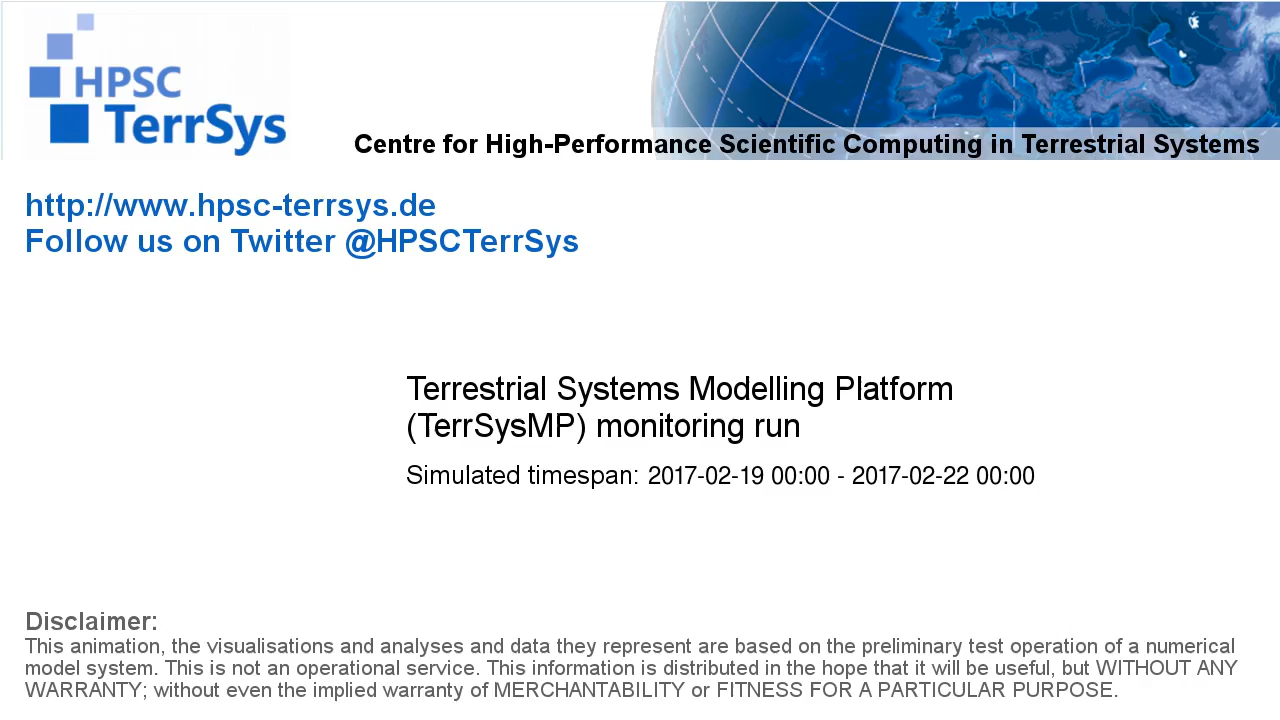 HPSC
TerrSys
Centre for High-Performance Scientific Computing in Terrestrial Systems
http://www.hpsc-terrsys.de
Follow us on Twitter @HPSCTerrSys
Terrestrial Systems Modelling Platform
(TerrSysMP) monitoring run
Simulated timespan: 2017-02-19 00:00 - 2017-02-22 00:00
Disclaimer:
This animation, the visualisations and analyses and data they represent are based on the preliminary test operation of a numerical
model system. This is not an operational service. This information is distributed in the hope that it will be useful, but WITHOUT ANY
WARRANTY; without even the implied warranty of MERCHANTABILITY or FITNESS FOR A PARTICULAR PURPOSE.